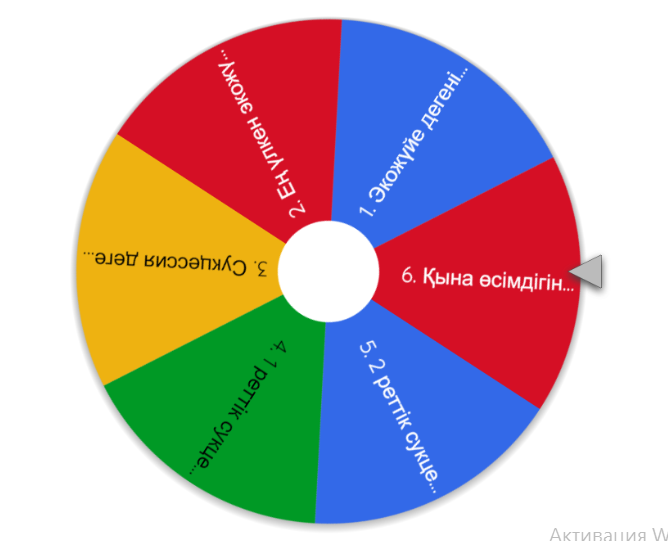 1. Экожүйе дегені...
2. Ең үлкен экожү...
3. Сукцессия деге...
4. 1 реттік сукце...
5. 2 реттік сукце...
6. Қына өсімдігін...
Активация W